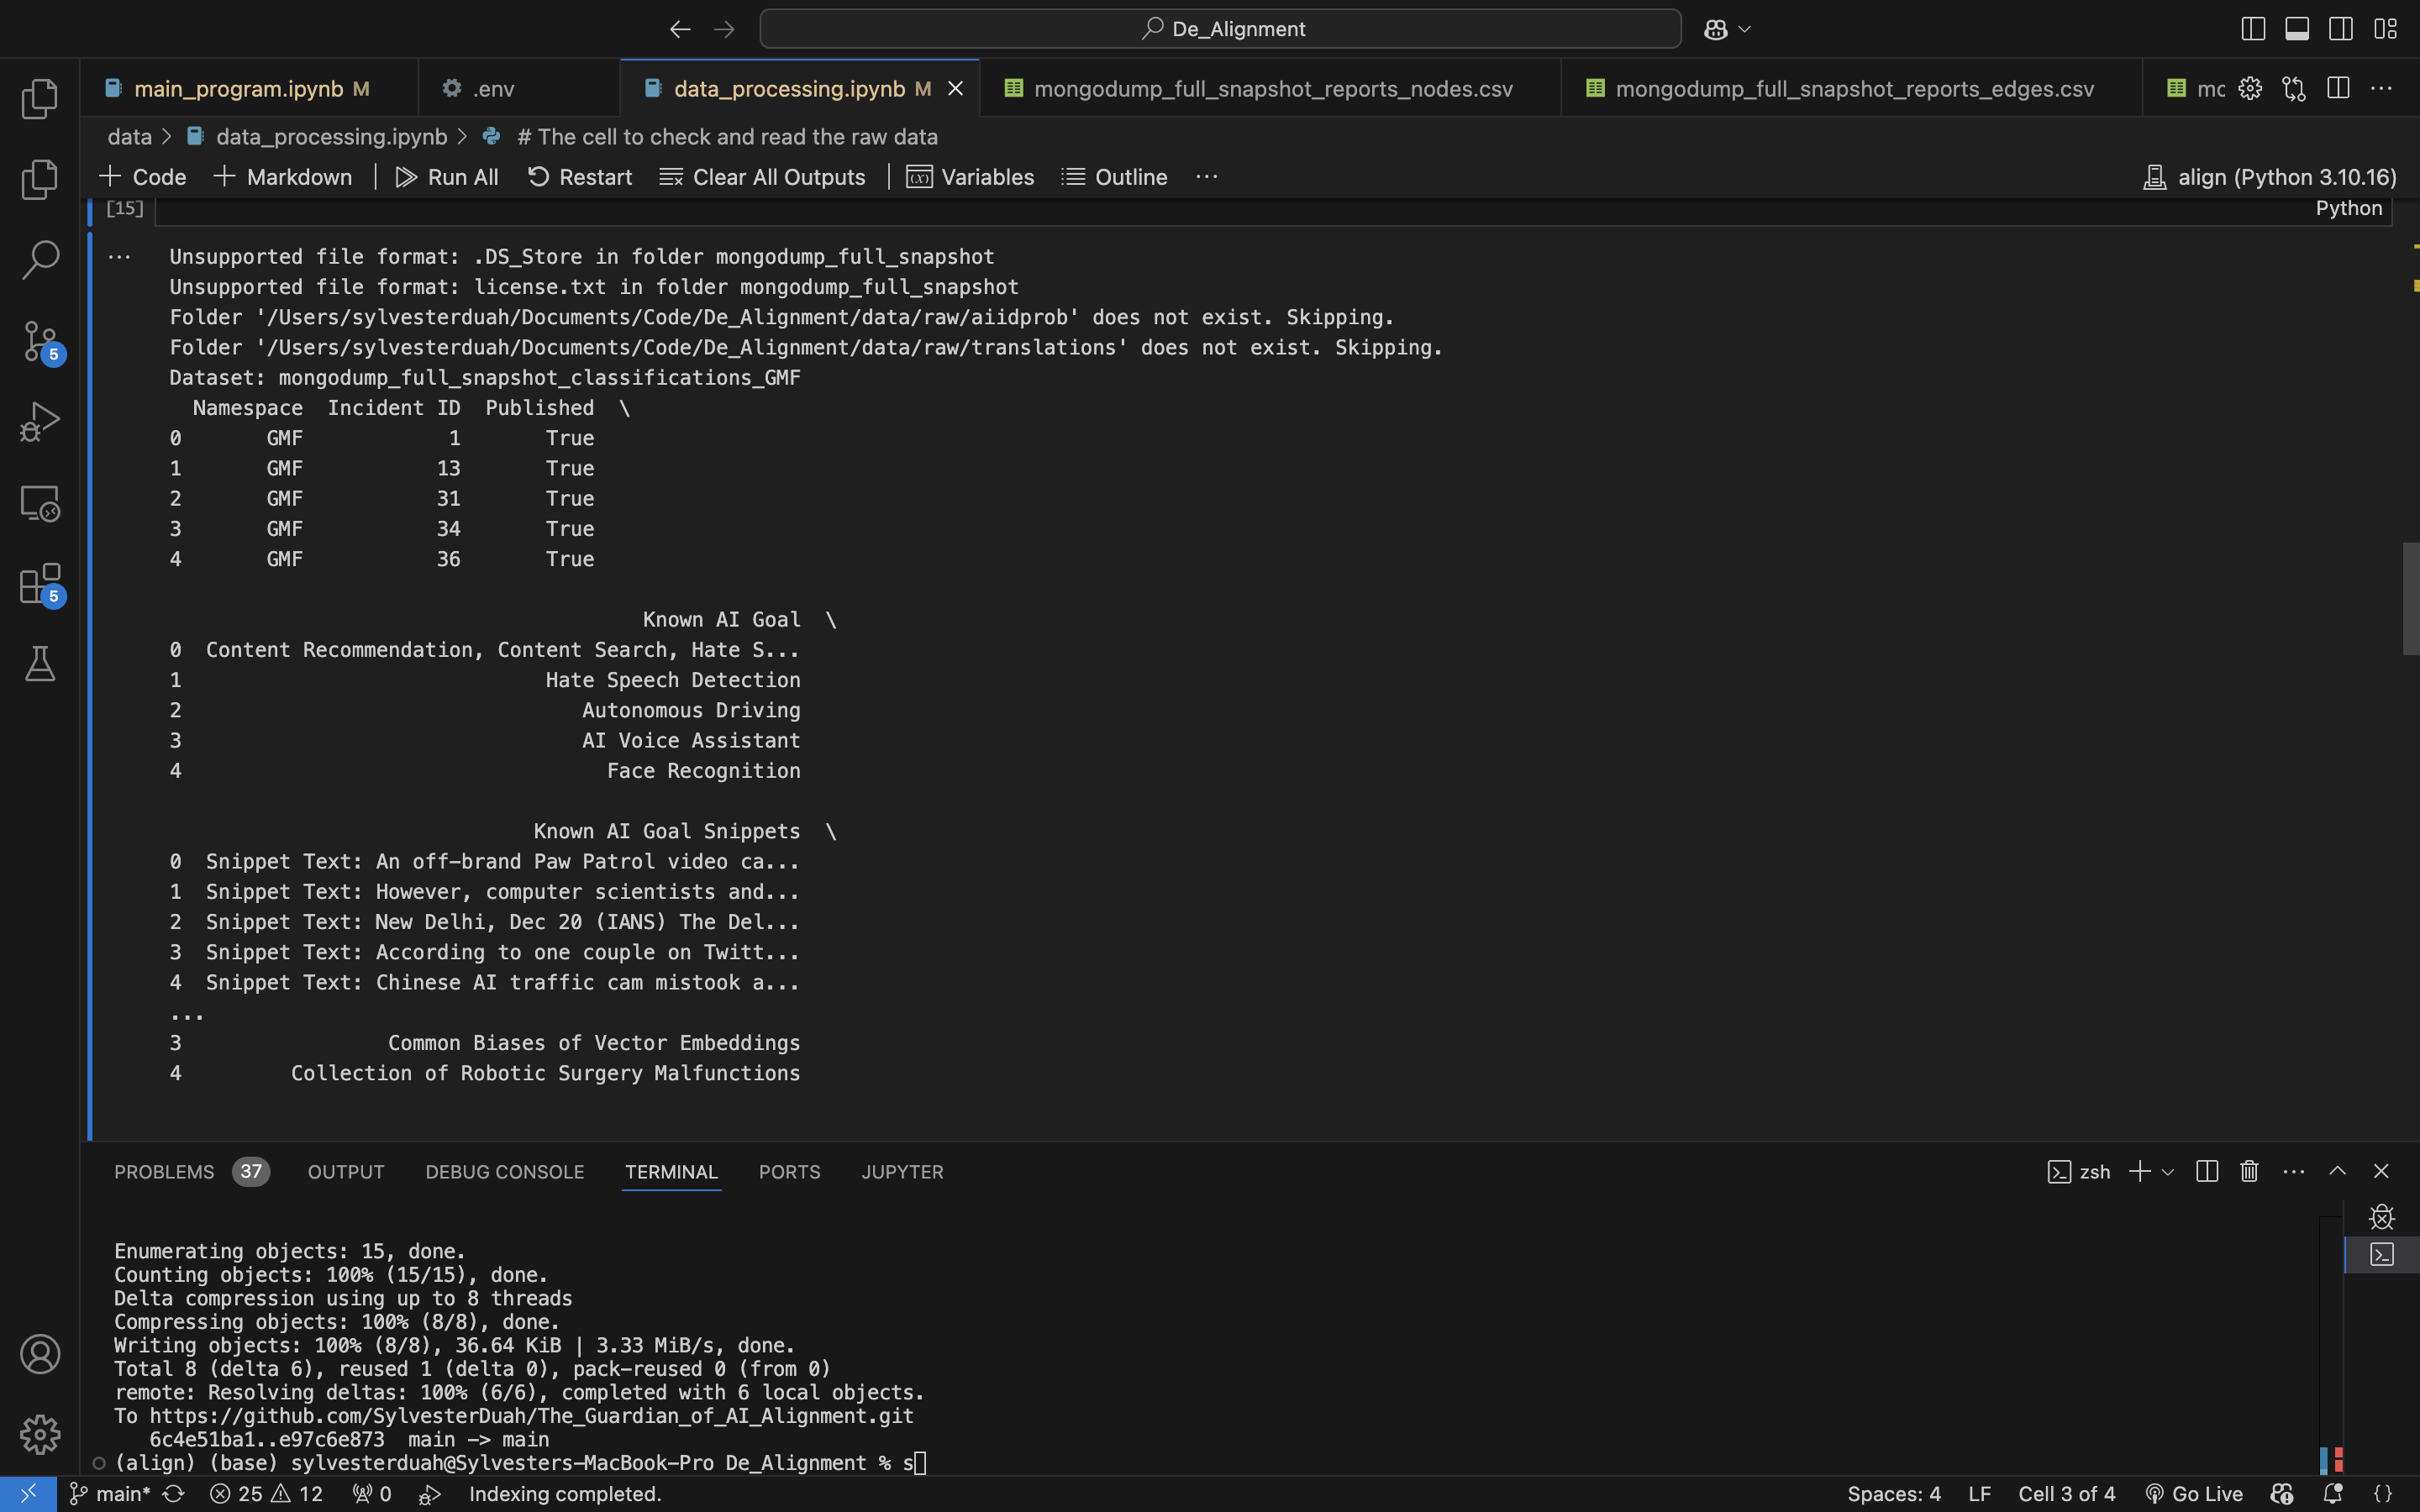 De_Alignment
main_program.ipynb M
.env
data_processing.ipynb M
mongodump_full_snapshot_reports_nodes.csv
mongodump_full_snapshot_reports_edges.csv
mc
data > data_processing.ipynb > # The cell to check and read the raw data
+ Code + Markdown | Run All Restart Clear All Outputs | Variables Outline ...
align (Python 3.10.16)
[15]
Python
... Unsupported file format: .DS_Store in folder mongodump_full_snapshot
Unsupported file format: license.txt in folder mongodump_full_snapshot
Folder '/Users/sylvesterduah/Documents/Code/De_Alignment/data/raw/aiidprob' does not exist. Skipping.
Folder '/Users/sylvesterduah/Documents/Code/De_Alignment/data/raw/translations' does not exist. Skipping.
Dataset: mongodump_full_snapshot_classifications_GMF
Namespace Incident ID Published \
0 GMF 1 True
1 GMF 13 True
2 GMF 31 True
3 GMF 34 True
4 GMF 36 True
Known AI Goal \
0 Content Recommendation, Content Search, Hate S...
1 Hate Speech Detection
2 Autonomous Driving
3 AI Voice Assistant
4 Face Recognition
Known AI Goal Snippets \
0 Snippet Text: An off-brand Paw Patrol video ca...
1 Snippet Text: However, computer scientists and...
2 Snippet Text: New Delhi, Dec 20 (IANS) The Del...
3 Snippet Text: According to one couple on Twitt...
4 Snippet Text: Chinese AI traffic cam mistook a...
...
3 Common Biases of Vector Embeddings
4 Collection of Robotic Surgery Malfunctions
5
5
PROBLEMS 37 OUTPUT DEBUG CONSOLE TERMINAL PORTS JUPYTER
zsh
Enumerating objects: 15, done.
Counting objects: 100% (15/15), done.
Delta compression using up to 8 threads
Compressing objects: 100% (8/8), done.
Writing objects: 100% (8/8), 36.64 KiB | 3.33 MiB/s, done.
Total 8 (delta 6), reused 1 (delta 0), pack-reused 0 (from 0)
remote: Resolving deltas: 100% (6/6), completed with 6 local objects.
To https://github.com/SylvesterDuah/The_Guardian_of_AI_Alignment.git
6c4e51ba1..e97c6e873 main -> main
(align) (base) sylvesterduah@Sylvesters-MacBook-Pro De_Alignment % s
main* 25 12 0 Indexing completed.
Spaces: 4 LF Cell 3 of 4 Go Live {}